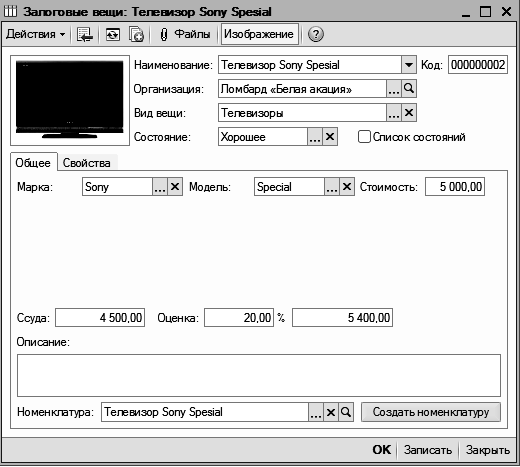 Залоговые вещи: Телевизор Sony Spesial
Действия Файлы Изображение ?
Наименование: Телевизор Sony Spesial Код: 000000002
Организация: Ломбард «Белая акация» ...
Вид вещи: Телевизоры ...
Состояние: Хорошее ... Список состояний
Общее Свойства
Марка: Sony ... Модель: Special ... Стоимость: 5 000,00
Ссуда: 4 500,00 Оценка: 20,00 % 5 400,00
Описание:
Номенклатура: Телевизор Sony Spesial ... Создать номенклатуру
OK Записать Закрыть